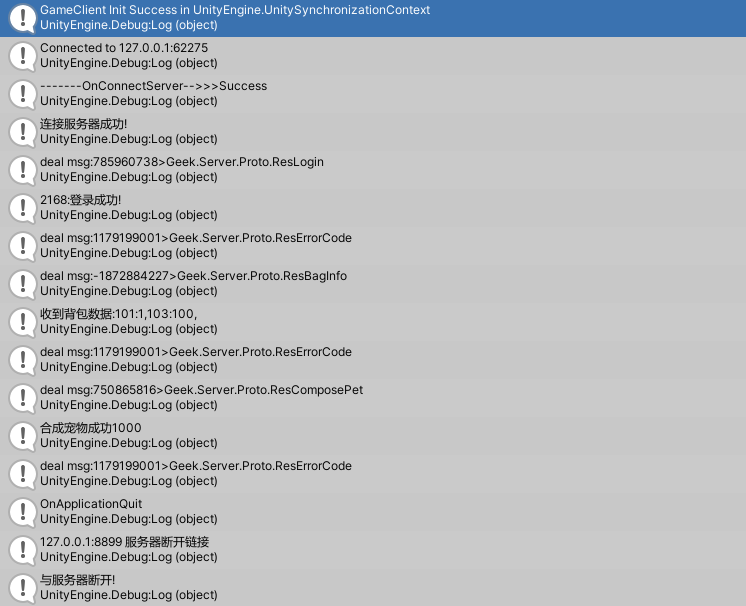 GameClient Init Success in UnityEngine.UnitySynchronizationContext
UnityEngine.Debug:Log (object)
Connected to 127.0.0.1:62275
UnityEngine.Debug:Log (object)
-------OnConnectServer-->>>Success
UnityEngine.Debug:Log (object)
连接服务器成功!
UnityEngine.Debug:Log (object)
deal msg:785960738>Geek.Server.Proto.ResLogin
UnityEngine.Debug:Log (object)
2168:登录成功!
UnityEngine.Debug:Log (object)
deal msg:1179199001>Geek.Server.Proto.ResErrorCode
UnityEngine.Debug:Log (object)
deal msg:-1872884227>Geek.Server.Proto.ResBagInfo
UnityEngine.Debug:Log (object)
收到背包数据:101:1,103:100,
UnityEngine.Debug:Log (object)
deal msg:1179199001>Geek.Server.Proto.ResErrorCode
UnityEngine.Debug:Log (object)
deal msg:750865816>Geek.Server.Proto.ResComposePet
UnityEngine.Debug:Log (object)
合成宠物成功1000
UnityEngine.Debug:Log (object)
deal msg:1179199001>Geek.Server.Proto.ResErrorCode
UnityEngine.Debug:Log (object)
OnApplicationQuit
UnityEngine.Debug:Log (object)
127.0.0.1:8899 服务器断开链接
UnityEngine.Debug:Log (object)
与服务器断开!
UnityEngine.Debug:Log (object)